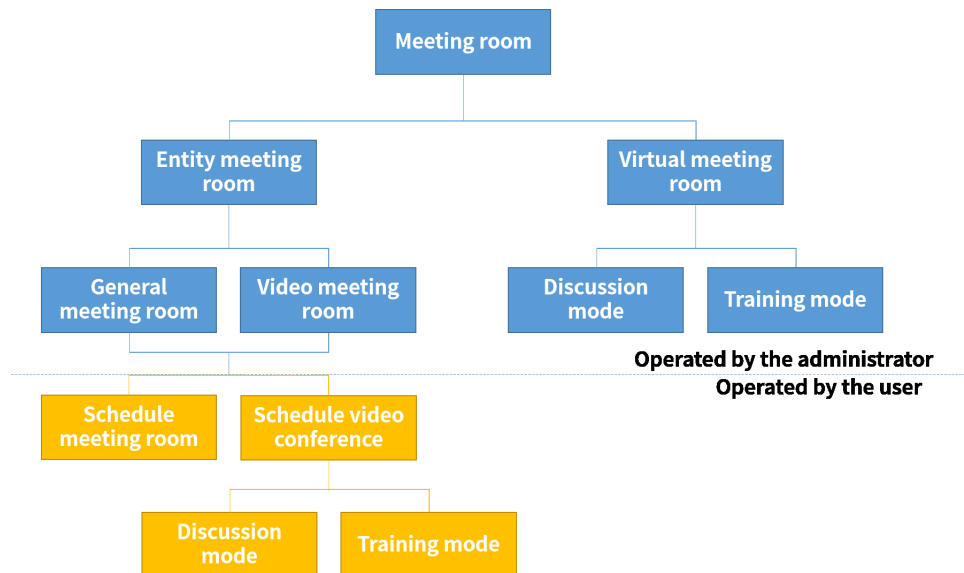 Meeting room
Entity meeting
room
Virtual meeting
room
General
meeting room
Video meeting
room
Discussion
mode
Training mode
Operated by the administrator
Operated by the user
Schedule
meeting room
Schedule video
conference
Discussion
mode
Training mode